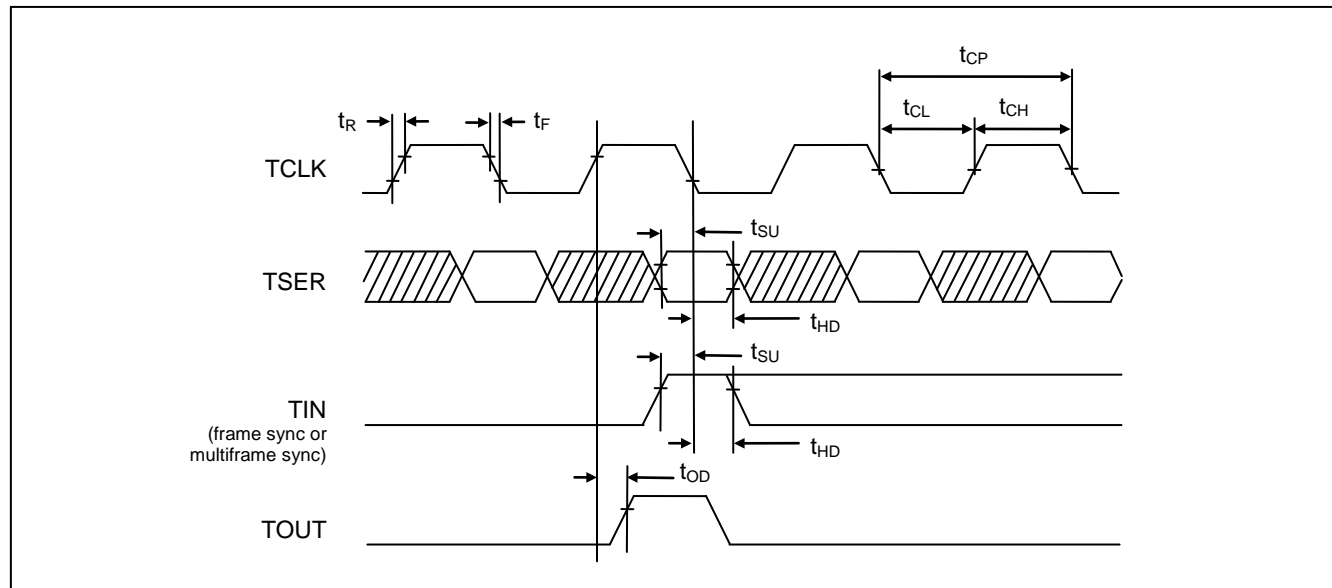 tCP
tCL tCH
tR tF
TCLK
tSU
TSER
tHD
tSU
TIN
(frame sync or
multiframe sync)
tHD
tOD
TOUT